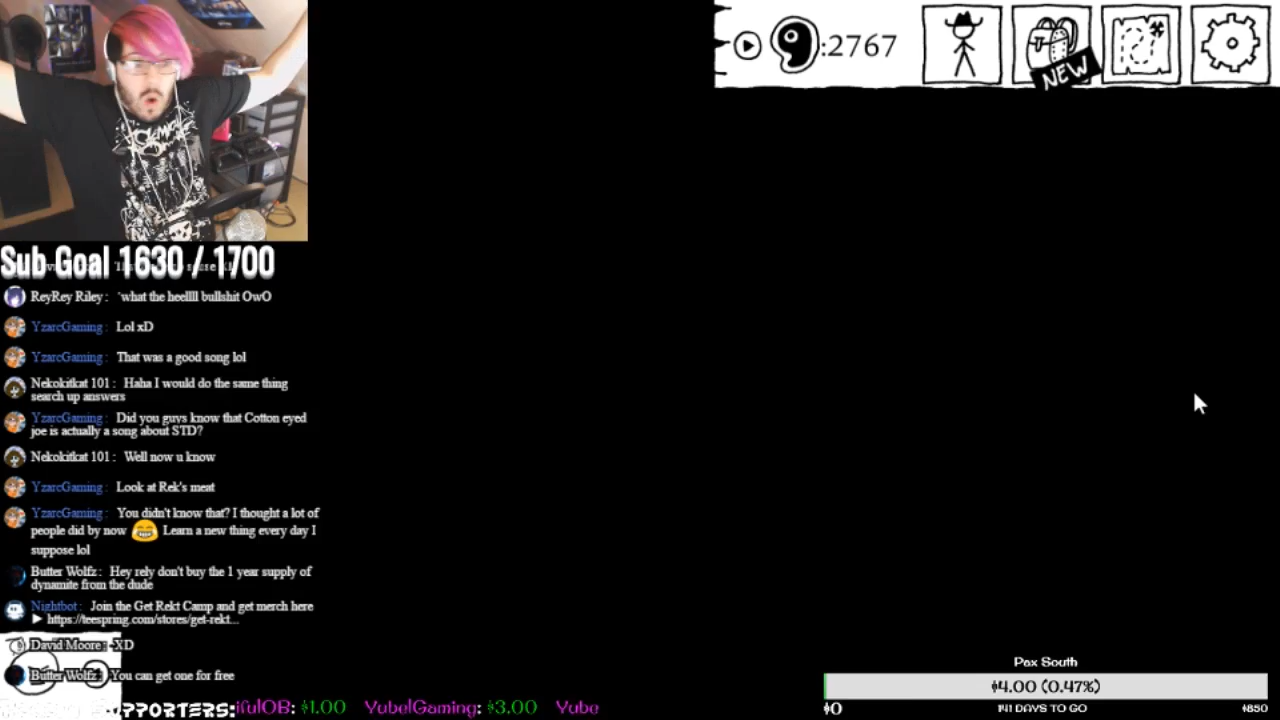 :2767
NEW
Sub Goal 1630 / 1700
ReyRey Riley: `what the heellll bullshit OwO
YzarcGaming: Lol xD
YzarcGaming: That was a good song lol
Nekokitkat 101: Haha I would do the same thing
search up answers
YzarcGaming: Did you guys know that Cotton eyed
joe is actually a song about STD?
Nekokitkat 101: Well now u know
YzarcGaming: Look at Rek's meat
YzarcGaming: You didn't know that? I thought a lot of
people did by now 😂 Learn a new thing every day I
suppose lol
Butter Wolfz: Hey rely don't buy the 1 year supply of
dynamite from the dude
Nightbot: Join the Get Rekt Camp and get merch here
► https://teespring.com/stores/get-rekt...
David Moore: XD
Butter Wolfz: You can get one for free
PPORTERS: ifulOB: $1.00 YubelGaming: $3.00 Yube
Pax South
$4.00 (0.47%)
$0 141 DAYS TO GO $850